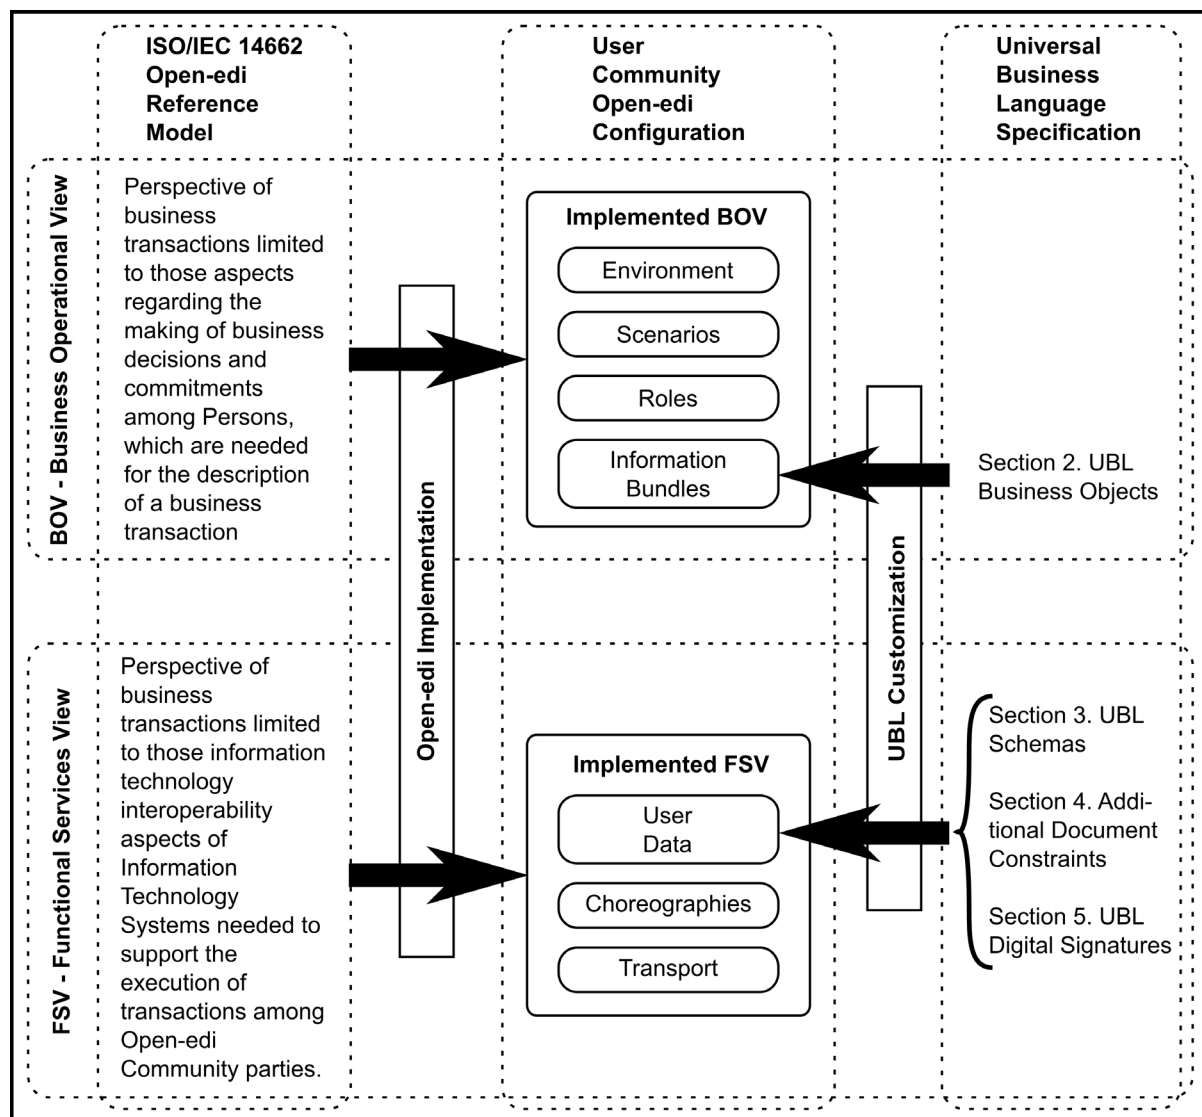 ISO/IEC 14662
Open-edi
Reference
Model
User
Community
Open-edi
Configuration
Universal
Business
Language
Specification
BOV - Business Operational View
Perspective of
business
transactions limited
to those aspects
regarding the
making of business
decisions and
commitments
among Persons,
which are needed
for the description
of a business
transaction
Open-edi Implementation
Implemented BOV
Environment
Scenarios
Roles
Information
Bundles
UBL Customization
Section 2. UBL
Business Objects
FSV - Functional Services View
Perspective of
business
transactions limited
to those information
technology
interoperability
aspects of
Information
Technology
Systems needed to
support the
execution of
transactions among
Open-edi
Community parties.
Implemented FSV
User
Data
Choreographies
Transport
Section 3. UBL
Schemas
Section 4. Addi-
tional Document
Constraints
Section 5. UBL
Digital Signatures